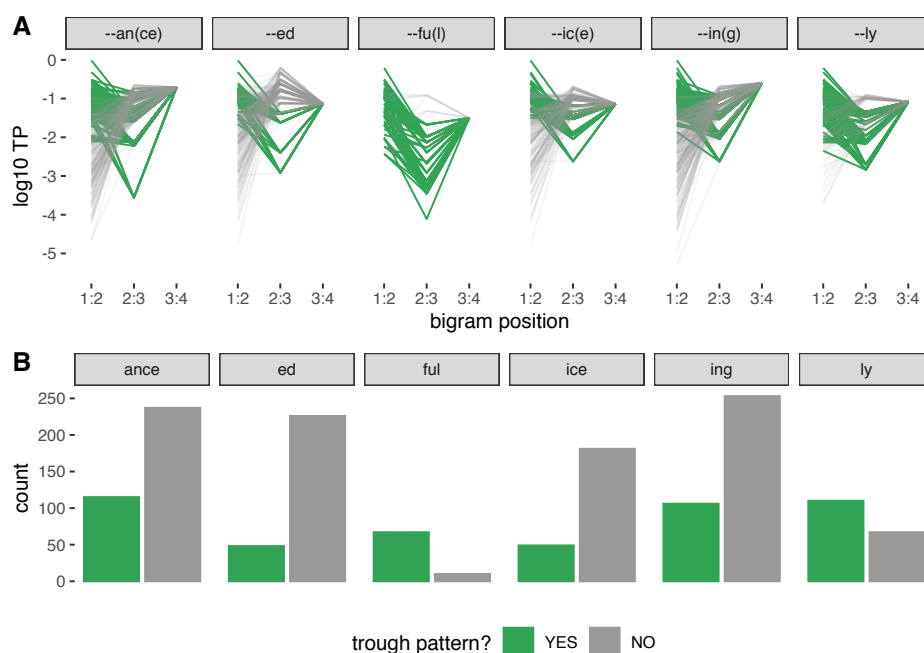 A
--an(ce) --ed --fu(l) --ic(e) --in(g) --ly
0
-1
-2
-3
-4
-5
log10 TP
1:2 2:3 3:4 1:2 2:3 3:4 1:2 2:3 3:4 1:2 2:3 3:4 1:2 2:3 3:4 1:2 2:3 3:4
bigram position
B
ance ed ful ice ing ly
250
200
150
100
50
0
count
trough pattern? YES NO